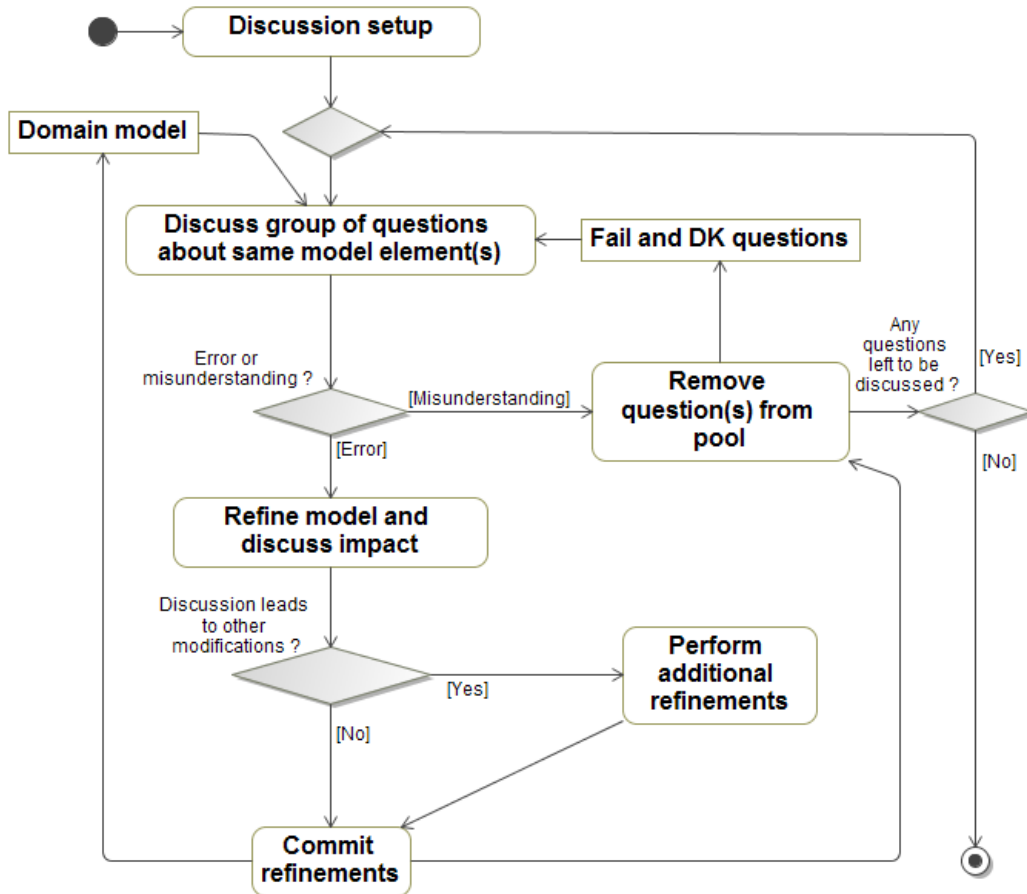 Discussion setup
Domain model
Discuss group of questions
about same model element(s)
Fail and DK questions
Any
questions
left to be
discussed ?
[Yes]
Error or
misunderstanding ?
[Misunderstanding]
Remove
question(s) from
pool
[No]
[Error]
Refine model and
discuss impact
Discussion leads
to other
modifications ?
[Yes]
Perform
additional
refinements
[No]
Commit
refinements